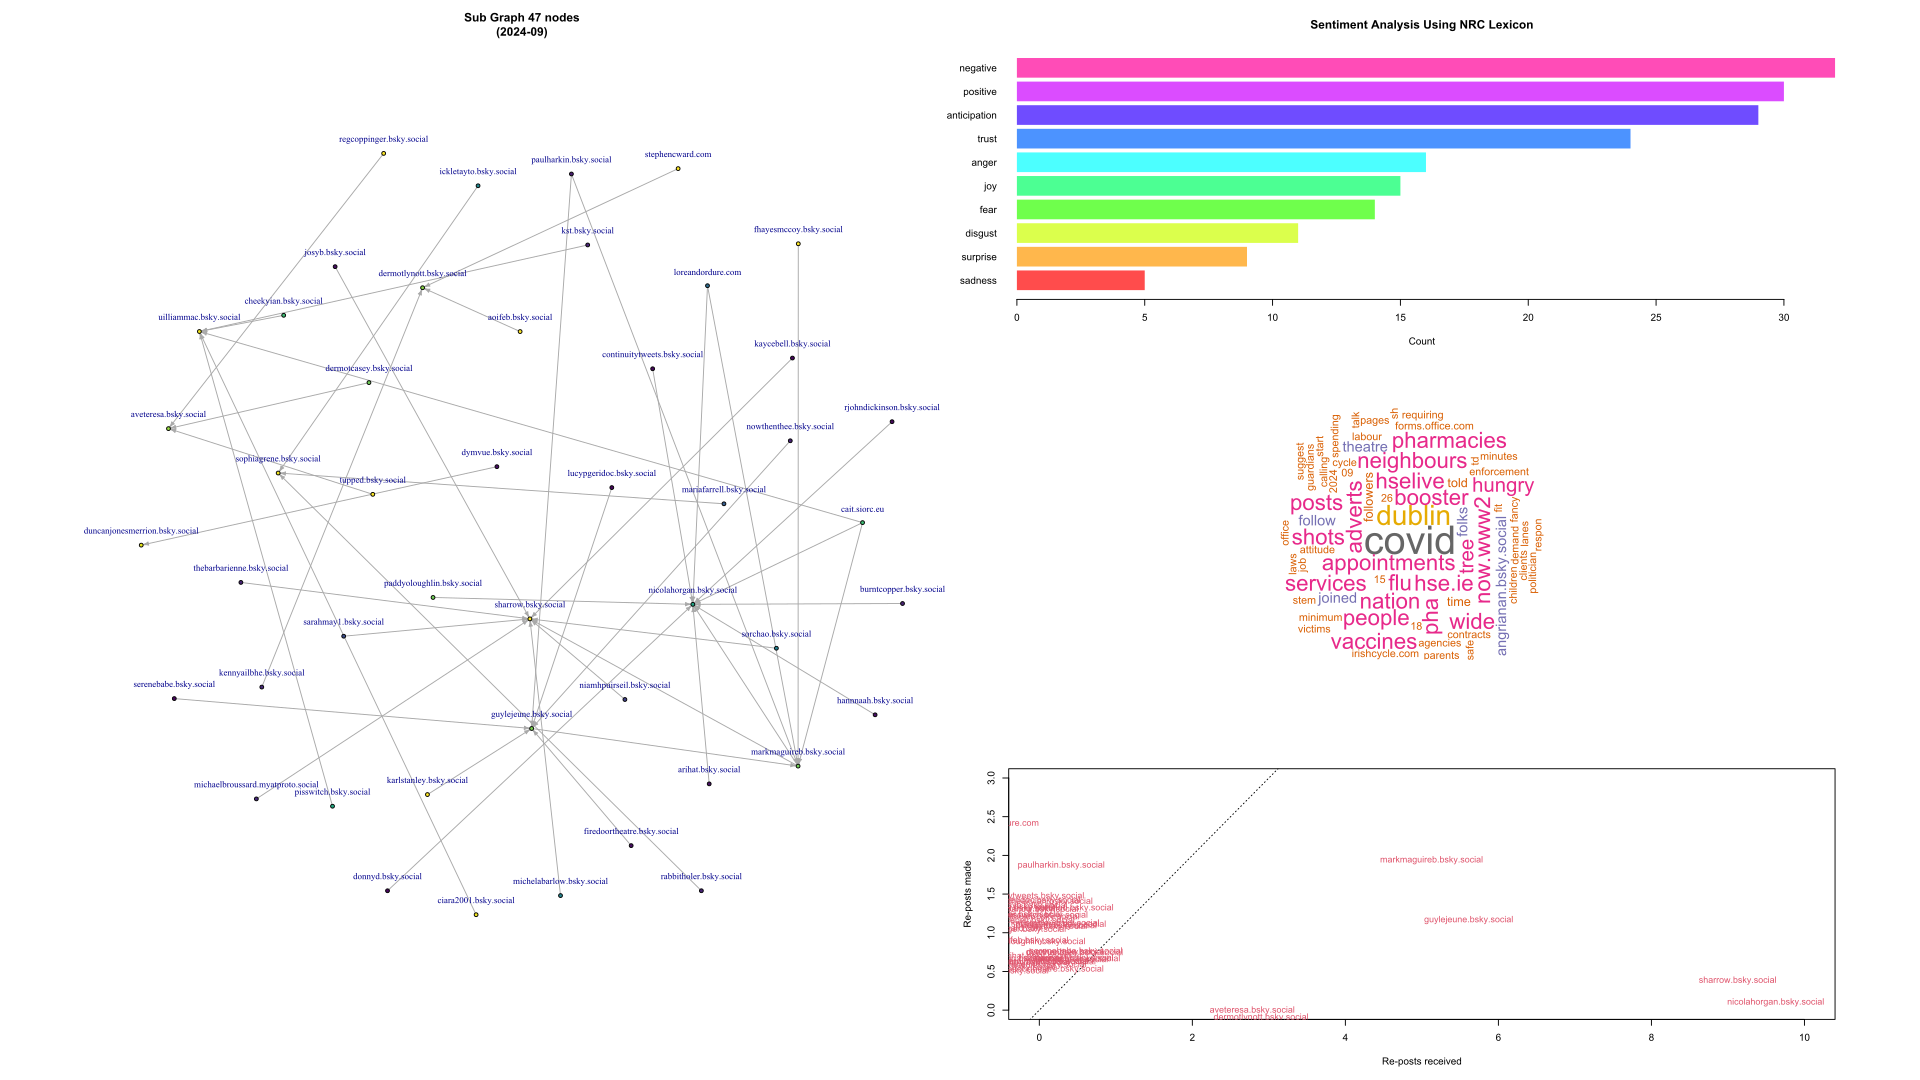 Sub Graph 47 nodes
(2024-09)
regcoppinger.bsky.social
stephencward.com
paulharkin.bsky.social
ickletayto.bsky.social
kst.bsky.social
fhayesmccoy.bsky.social
josyb.bsky.social
dermotlynott.bsky.social
loreandordure.com
cheekyian.bsky.social
uilliammac.bsky.social
aoifeb.bsky.social
kaycebell.bsky.social
continuitytweets.bsky.social
dermotcasey.bsky.social
rjohndickinson.bsky.social
aveteresa.bsky.social
nowthenthee.bsky.social
dymvue.bsky.social
sophiagrene.bsky.social
lucypgeridoc.bsky.social
tupped.bsky.social
mariafarrell.bsky.social
cait.siorc.eu
duncanjonesmerrion.bsky.social
thebarbarienne.bsky.social
paddyoloughlin.bsky.social
nicolahorgan.bsky.social
burntcopper.bsky.social
sharrow.bsky.social
sarahmay1.bsky.social
sorchao.bsky.social
kennyailbhe.bsky.social
serenebabe.bsky.social
niamhpuirseil.bsky.social
hannnaah.bsky.social
guylejeune.bsky.social
markmaguireb.bsky.social
arihat.bsky.social
karlstanley.bsky.social
michaelbroussard.myatproto.social
pisswitch.bsky.social
firedoortheatre.bsky.social
donnyd.bsky.social
michelabarlow.bsky.social
rabbitholer.bsky.social
ciara2001.bsky.social
Sentiment Analysis Using NRC Lexicon
negative
positive
anticipation
trust
anger
joy
fear
disgust
surprise
sadness
0 5 10 15 20 25 30
Count
talk
pages
sh
requiring
forms.office.com
spending
labour
pharmacies
start
theatre
suggest
guardians
calling
2024
cycle
09
neighbours
td
minutes
enforcement
followers
hselive
told
hungry
posts
adverts
26
booster
fit
fancy
follow
dublin
folks
now.www2
office
shots
covid
attitude
tree
angrianan.bsky.social
demand
lanes
respon
laws
job
appointments
clients
politician
services
15
flu
hse.ie
children
stem
joined
nation
time
minimum
people
18
pha
wide
victims
contracts
vaccines
agencies
safe
irishcycle.com
parents
3.0
2.5
2.0
1.5
1.0
0.5
0.0
Re-posts made
re.com
paulharkin.bsky.social
markmaguireb.bsky.social
guylejeune.bsky.social
sharrow.bsky.social
nicolahorgan.bsky.social
aveteresa.bsky.social
dermotlynott.bsky.social
0 2 4 6 8 10
Re-posts received